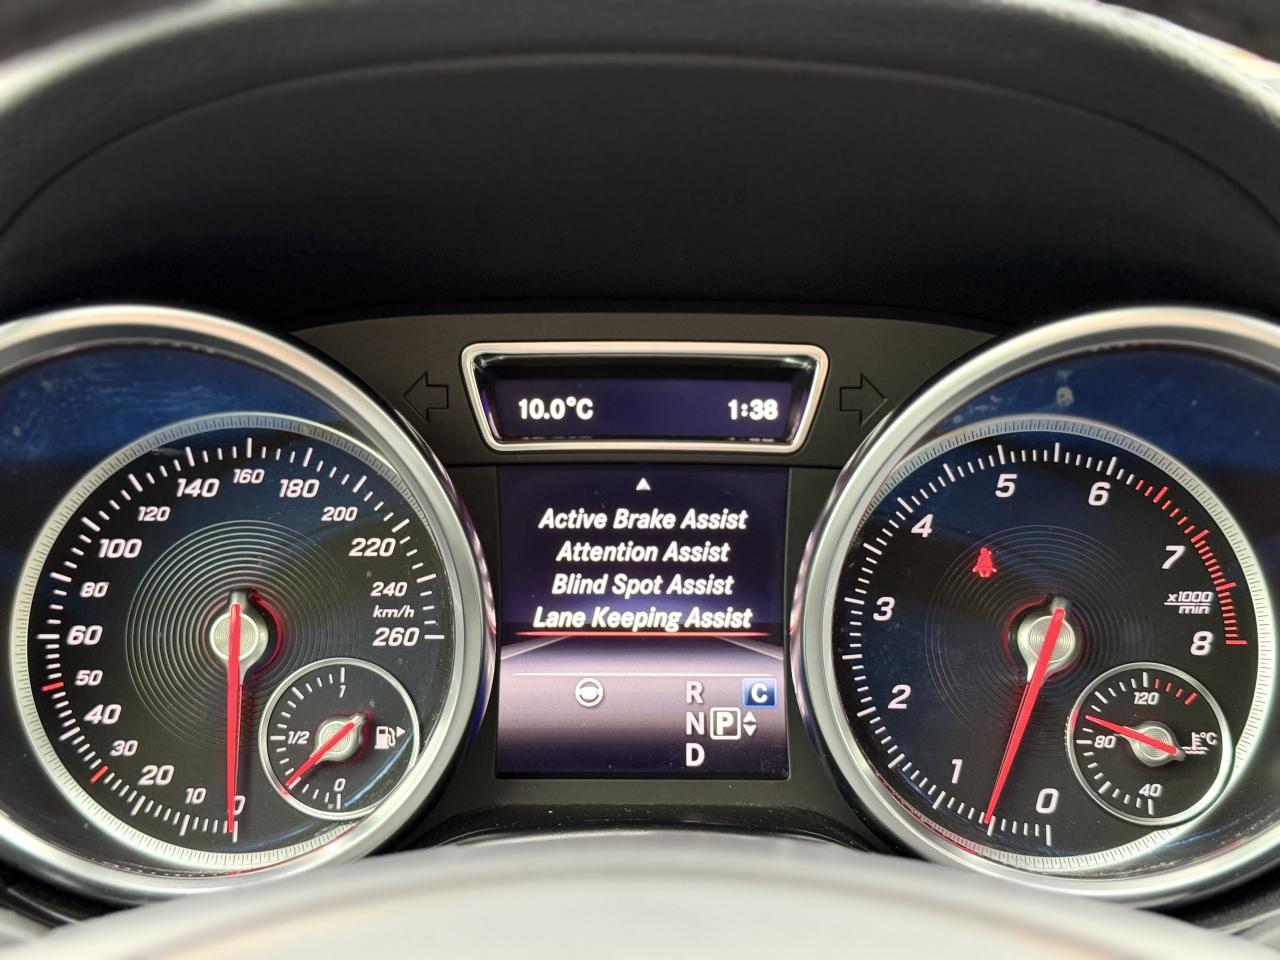 10.0°C 1:38
Active Brake Assist
Attention Assist
Blind Spot Assist
Lane Keeping Assist
R C
N P
D
0
10
20
30
40
50
60
80
100
120
140
160
180
200
220
240
km/h
260
1
1/2
0
0
1
2
3
4
5
6
7
x1000
min
8
120
80
°C
40